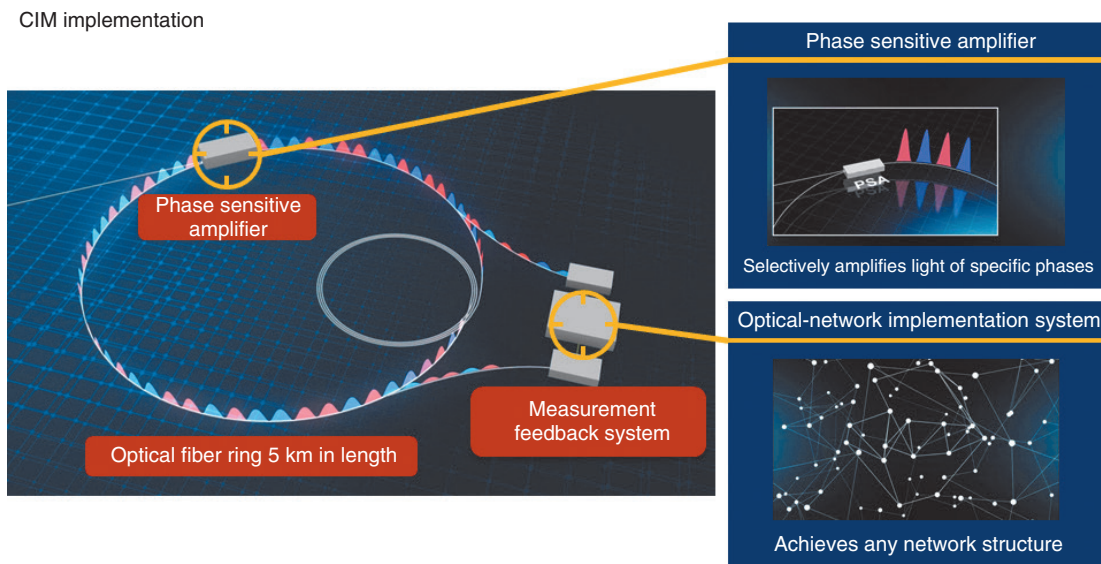 CIM implementation
Phase sensitive amplifier
PSA
Selectively amplifies light of specific phases
Phase sensitive
amplifier
Optical-network implementation system
Measurement
feedback system
Optical fiber ring 5 km in length
Achieves any network structure